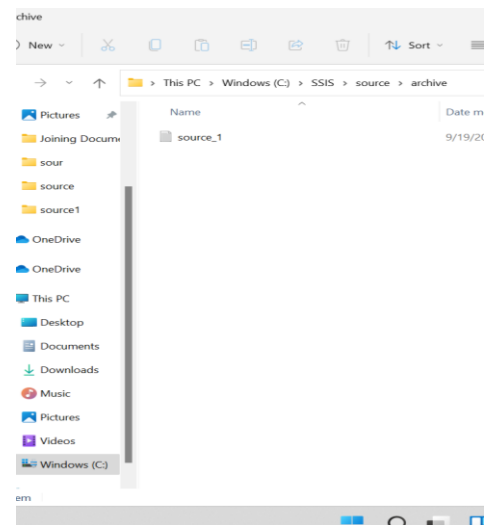 chive
New
Sort
This PC > Windows (C:) > SSIS > source > archive
Name
Date m
source_1
9/19/20
Pictures
Joining Docum
sour
source
source1
OneDrive
OneDrive
This PC
Desktop
Documents
Downloads
Music
Pictures
Videos
Windows (C:)
em